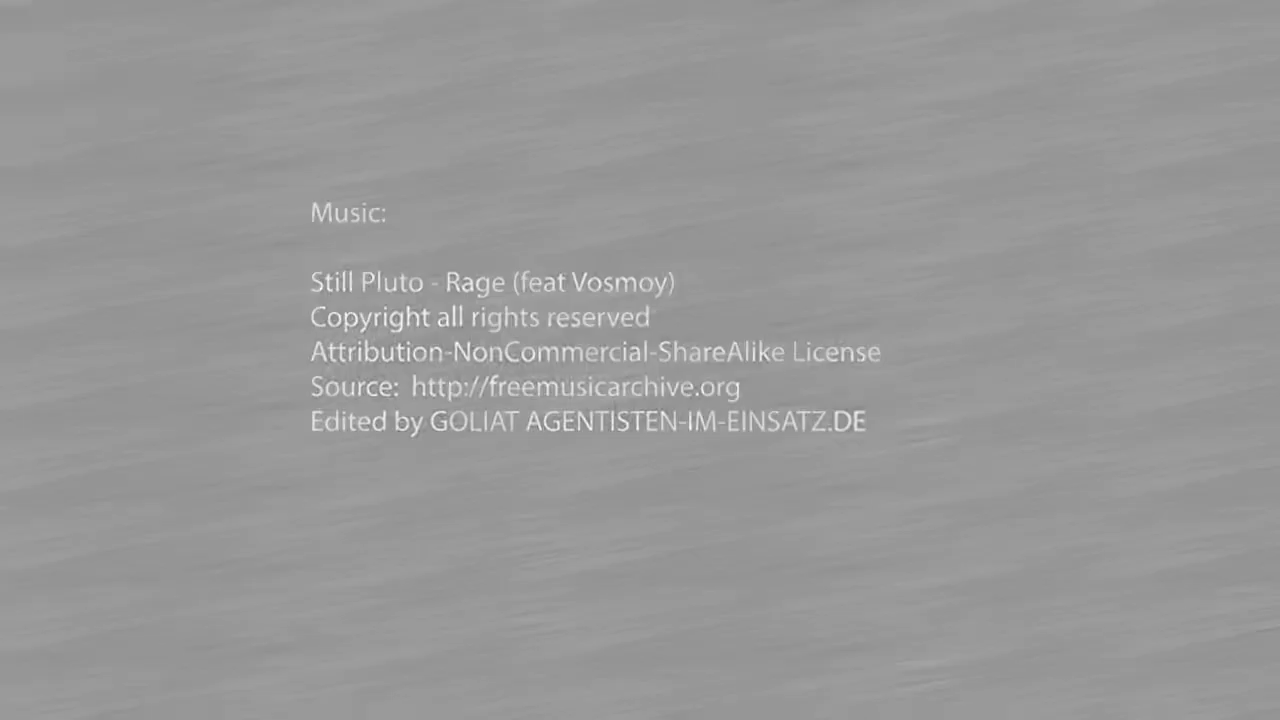 Music:
Still Pluto - Rage (feat Vosmoy)
Copyright all rights reserved
Attribution-NonCommercial-ShareAlike License
Source:  http://freemusicarchive.org
Edited by GOLIAT AGENTISTEN-IM-EINSATZ.DE